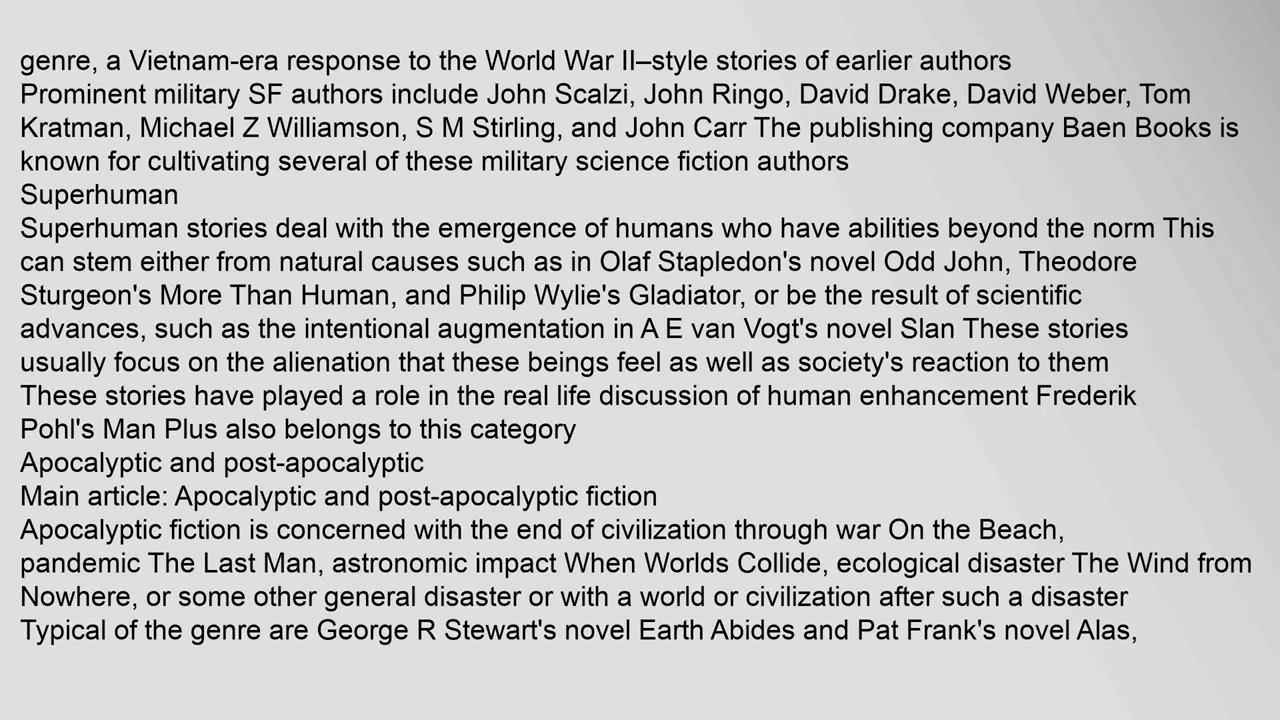 genre, a Vietnam-era response to the World War II–style stories of earlier authors
Prominent military SF authors include John Scalzi, John Ringo, David Drake, David Weber, Tom
Kratman, Michael Z Williamson, S M Stirling, and John Carr The publishing company Baen Books is
known for cultivating several of these military science fiction authors
Superhuman
Superhuman stories deal with the emergence of humans who have abilities beyond the norm This
can stem either from natural causes such as in Olaf Stapledon's novel Odd John, Theodore
Sturgeon's More Than Human, and Philip Wylie's Gladiator, or be the result of scientific
advances, such as the intentional augmentation in A E van Vogt's novel Slan These stories
usually focus on the alienation that these beings feel as well as society's reaction to them
These stories have played a role in the real life discussion of human enhancement Frederik
Pohl's Man Plus also belongs to this category
Apocalyptic and post-apocalyptic
Main article: Apocalyptic and post-apocalyptic fiction
Apocalyptic fiction is concerned with the end of civilization through war On the Beach,
pandemic The Last Man, astronomic impact When Worlds Collide, ecological disaster The Wind from
Nowhere, or some other general disaster or with a world or civilization after such a disaster
Typical of the genre are George R Stewart's novel Earth Abides and Pat Frank's novel Alas,